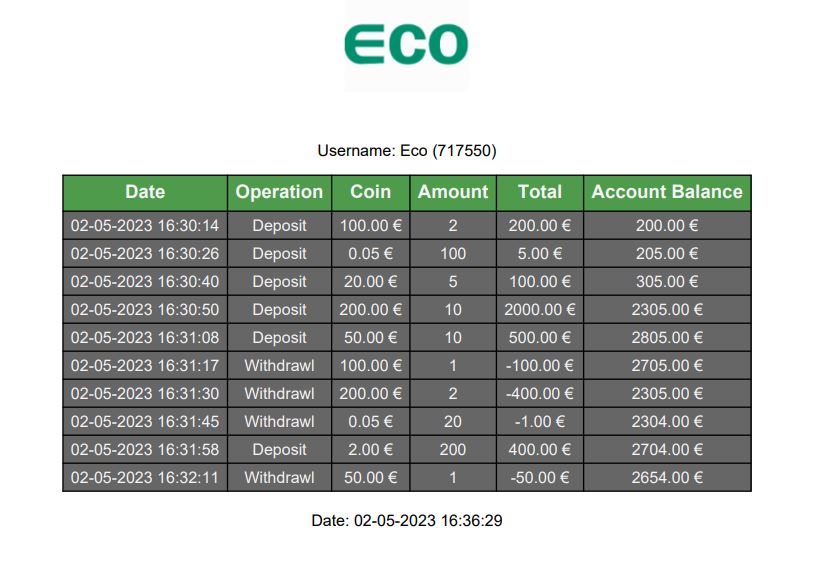 ECO
Username: Eco (717550)
Date Operation Coin Amount Total Account Balance
02-05-2023 16:30:14 Deposit 100.00 € 2 200.00 € 200.00 €
02-05-2023 16:30:26 Deposit 0.05 € 100 5.00 € 205.00 €
02-05-2023 16:30:40 Deposit 20.00 € 5 100.00 € 305.00 €
02-05-2023 16:30:50 Deposit 200.00 € 10 2000.00 € 2305.00 €
02-05-2023 16:31:08 Deposit 50.00 € 10 500.00 € 2805.00 €
02-05-2023 16:31:17 Withdrawl 100.00 € 1 -100.00 € 2705.00 €
02-05-2023 16:31:30 Withdrawl 200.00 € 2 -400.00 € 2305.00 €
02-05-2023 16:31:45 Withdrawl 0.05 € 20 -1.00 € 2304.00 €
02-05-2023 16:31:58 Deposit 2.00 € 200 400.00 € 2704.00 €
02-05-2023 16:32:11 Withdrawl 50.00 € 1 -50.00 € 2654.00 €
Date: 02-05-2023 16:36:29